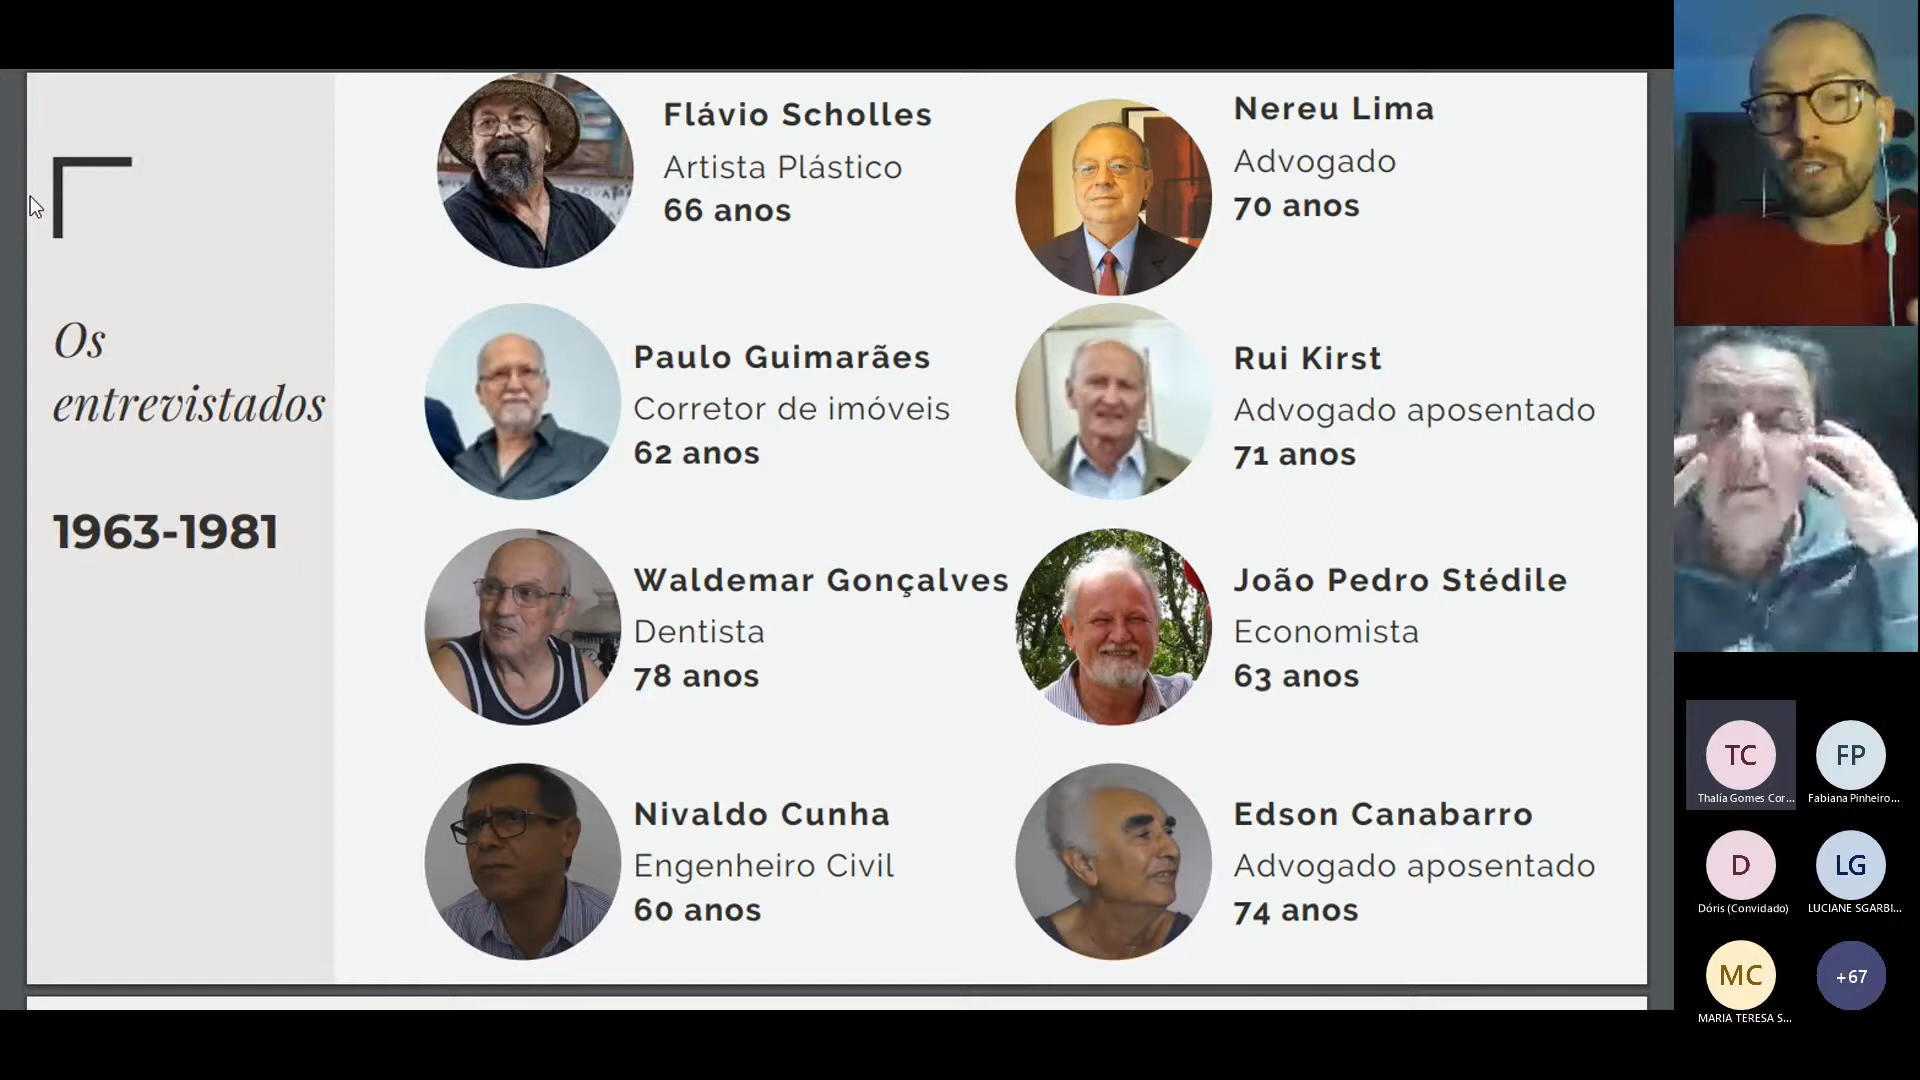 Os
entrevistados
1963-1981
Flávio Scholles
Artista Plástico
66 anos
Nereu Lima
Advogado
70 anos
Paulo Guimarães
Corretor de imóveis
62 anos
Rui Kirst
Advogado aposentado
71 anos
Waldemar Gonçalves
Dentista
78 anos
João Pedro Stédile
Economista
63 anos
Nivaldo Cunha
Engenheiro Civil
60 anos
Edson Canabarro
Advogado aposentado
74 anos
TC
Thalía Gomes Cor...
FP
Fabiana Pinheiro...
D
Dóris (Convidado)
LG
LUCIANE SGARBI...
MC
MARIA TERESA S...
+67